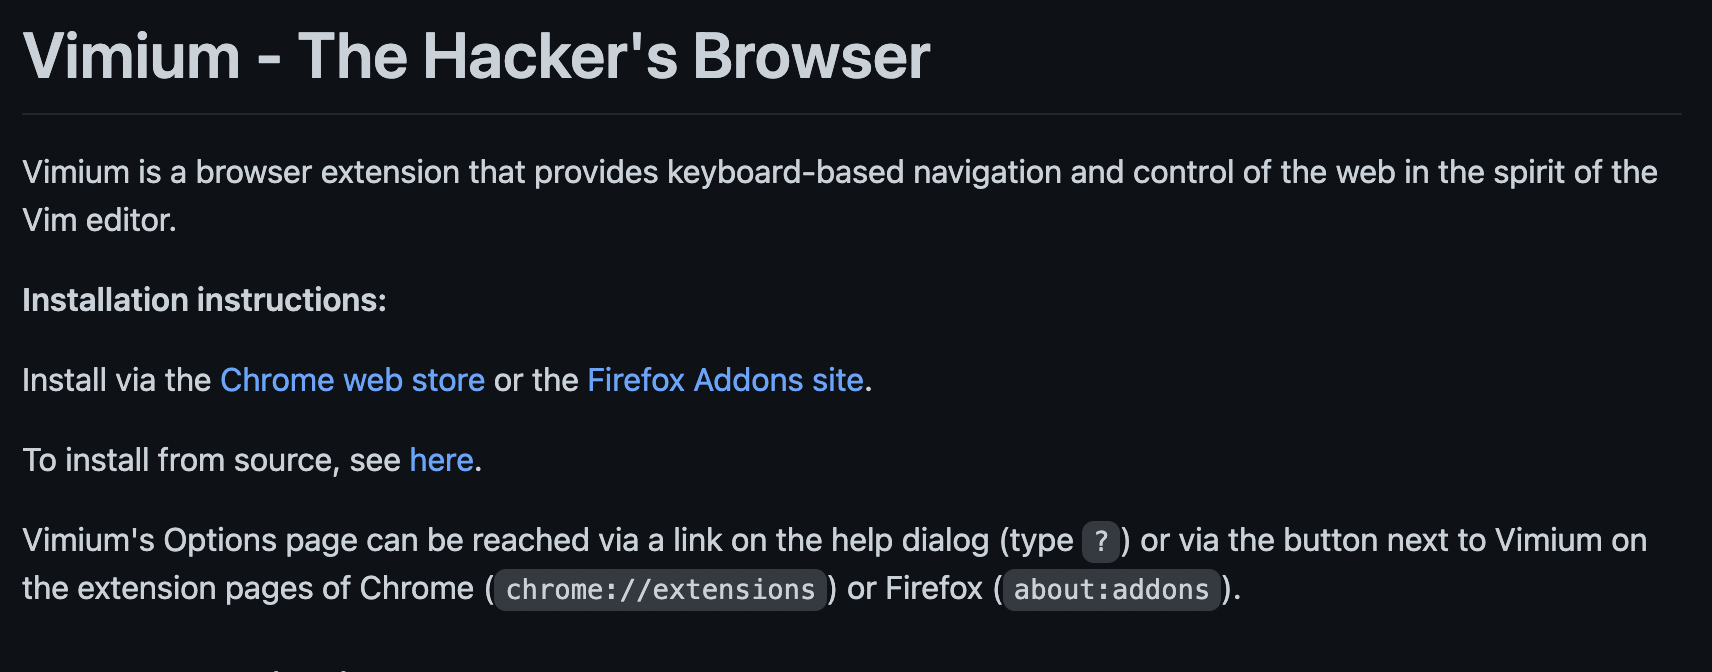 Vimium - The Hacker's Browser
Vimium is a browser extension that provides keyboard-based navigation and control of the web in the spirit of the
Vim editor.
Installation instructions:
Install via the Chrome web store or the Firefox Addons site.
To install from source, see here.
Vimium's Options page can be reached via a link on the help dialog (type ?) or via the button next to Vimium on
the extension pages of Chrome (chrome://extensions) or Firefox (about:addons).